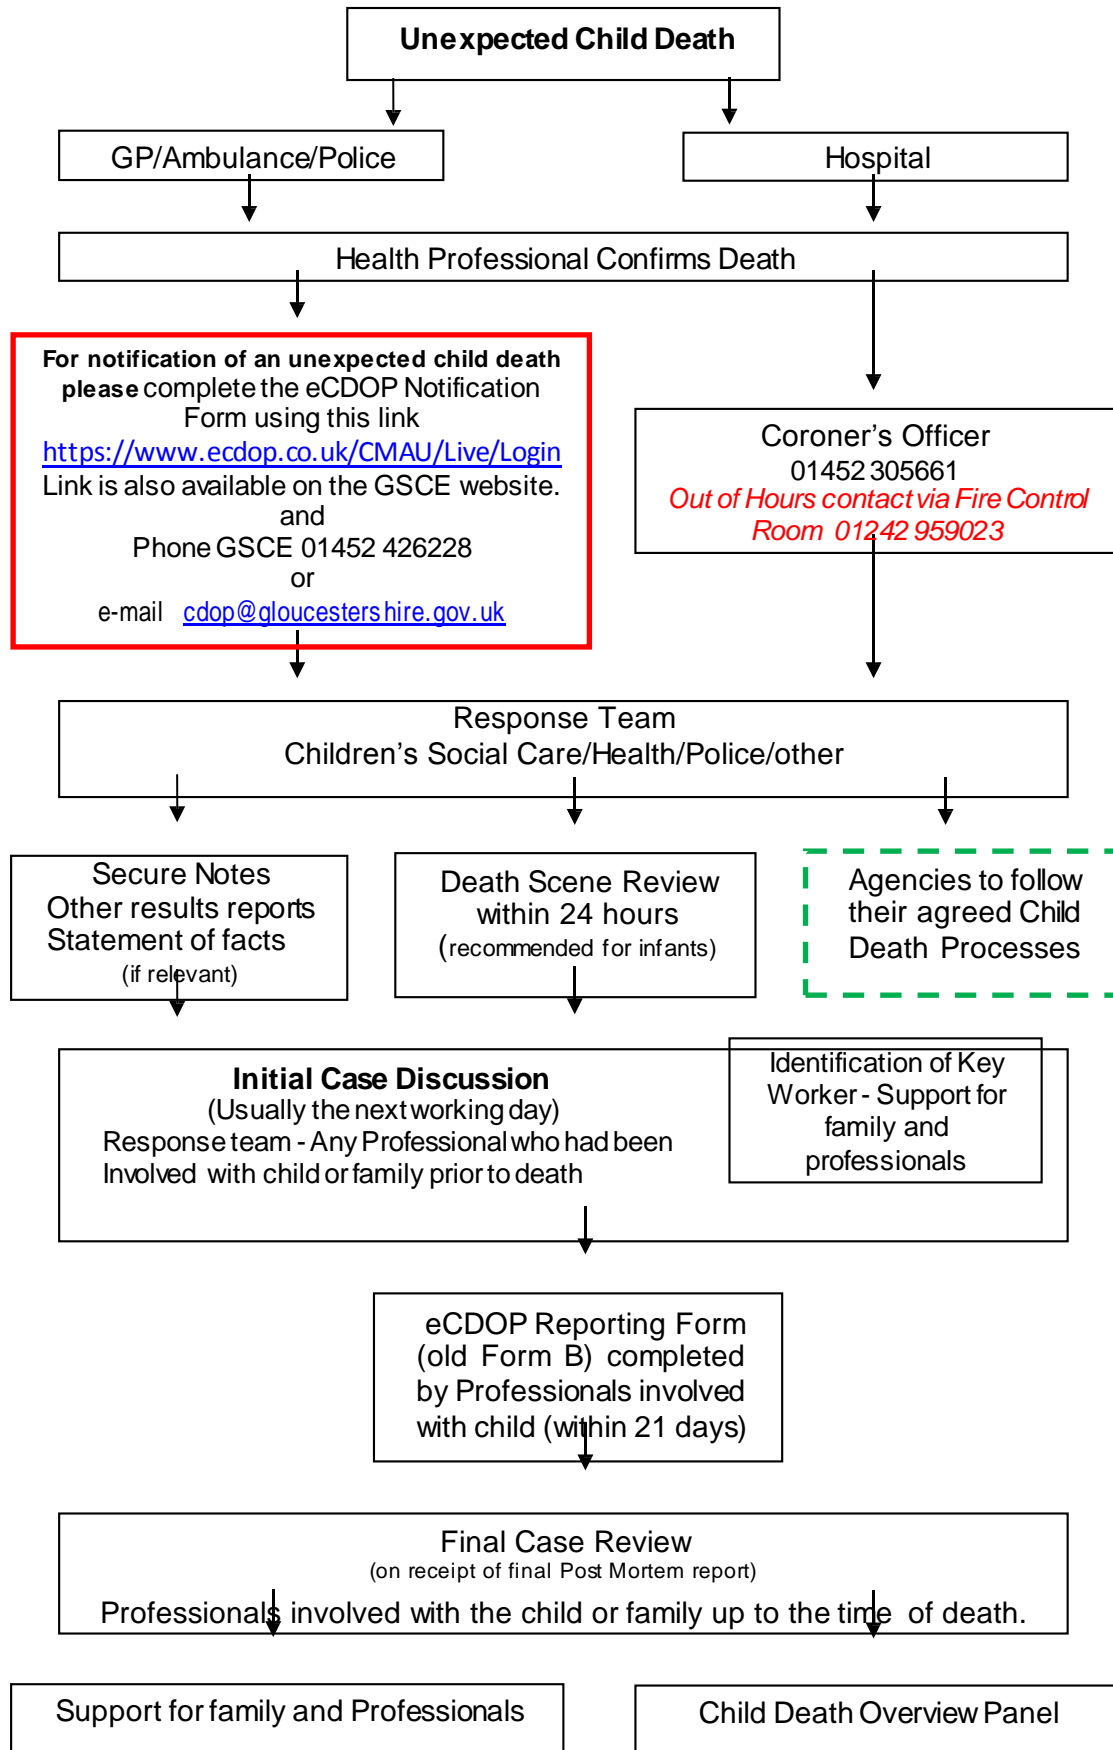 Unexpected Child Death
GP/Ambulance/Police
Hospital
Health Professional Confirms Death
For notification of an unexpected child death
please complete the eCDOP Notification
Form using this link
https://www.ecdop.co.uk/CMAU/Live/Login
Link is also available on the GSCE website.
and
Phone GSCE 01452 426228
or
e-mail cdop@gloucestershire.gov.uk
Coroner's Officer
01452 305661
Out of Hours contact via Fire Control
Room 01242 959023
Response Team
Children's Social Care/Health/Police/other
Secure Notes
Other results reports
Statement of facts
(if relevant)
Death Scene Review
within 24 hours
(recommended for infants)
Agencies to follow
their agreed Child
Death Processes
Initial Case Discussion
(Usually the next working day)
Response team - Any Professional who had been
Involved with child or family prior to death
Identification of Key
Worker - Support for
family and
professionals
eCDOP Reporting Form
(old Form B) completed
by Professionals involved
with child (within 21 days)
Final Case Review
(on receipt of final Post Mortem report)
Professionals involved with the child or family up to the time of death.
Support for family and Professionals
Child Death Overview Panel